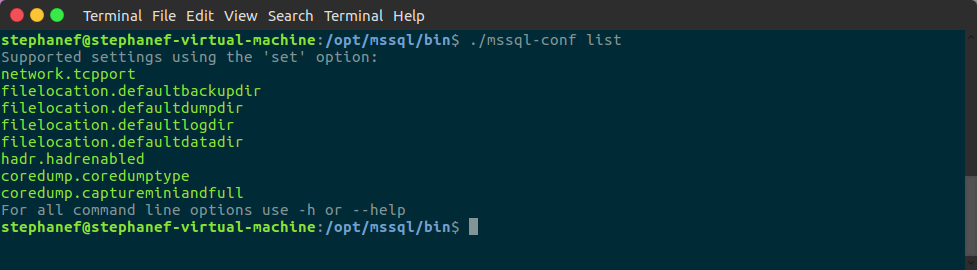 Terminal File Edit View Search Terminal Help
stephanef@stephanef-virtual-machine:/opt/mssql/bin$ ./mssql-conf list
Supported settings using the 'set' option:
network.tcpport
filelocation.defaultbackupdir
filelocation.defaultdumpdir
filelocation.defaultlogdir
filelocation.defaultdatadir
hadr.hadrenabled
coredump.coredumptype
coredump.captureminiandfull
For all command line options use -h or --help
stephanef@stephanef-virtual-machine:/opt/mssql/bin$